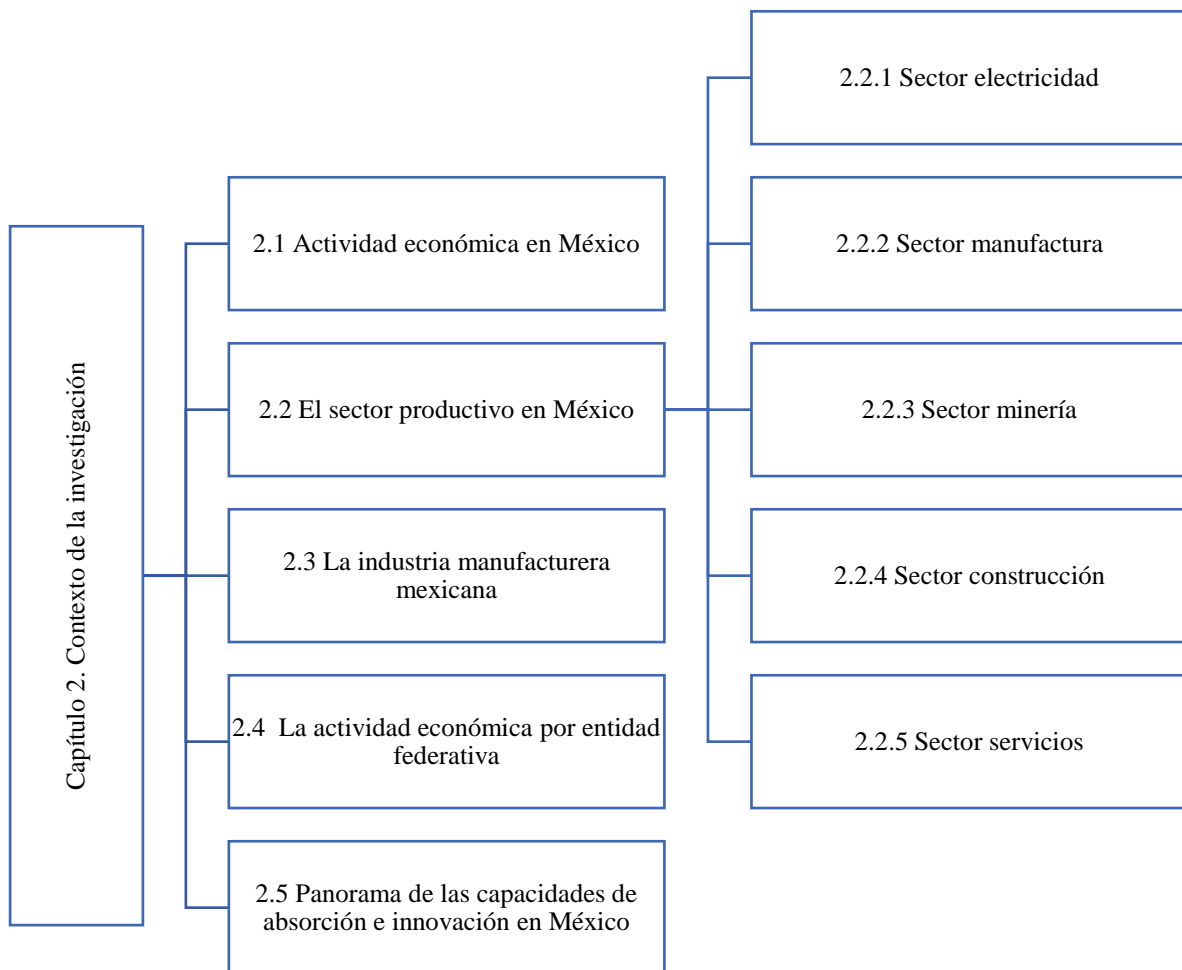 Capítulo 2. Contexto de la investigación
2.1 Actividad económica en México
2.2 El sector productivo en México
2.2.1 Sector electricidad
2.2.2 Sector manufactura
2.2.3 Sector minería
2.2.4 Sector construcción
2.2.5 Sector servicios
2.3 La industria manufacturera
mexicana
2.4 La actividad económica por entidad
federativa
2.5 Panorama de las capacidades de
absorción e innovación en México